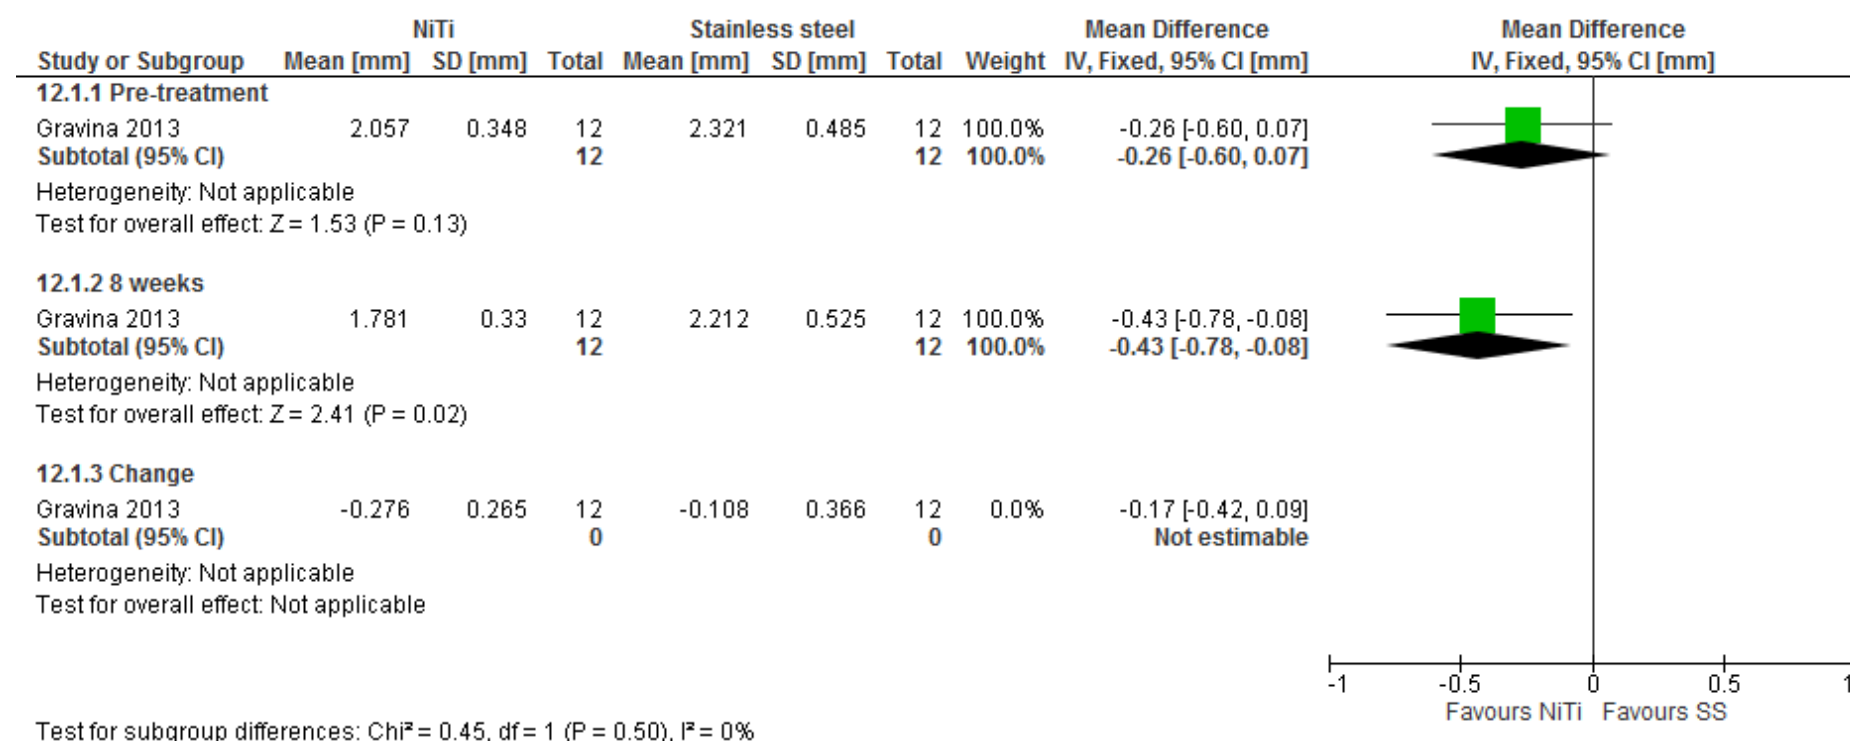 NiTi Stainless steel Mean Difference Mean Difference
Study or Subgroup Mean [mm] SD [mm] Total Mean [mm] SD [mm] Total Weight IV, Fixed, 95% CI [mm] IV, Fixed, 95% CI [mm]
12.1.1 Pre-treatment
Gravina 2013 2.057 0.348 12 2.321 0.485 12 100.0% -0.26 [-0.60, 0.07]
Subtotal (95% CI) 12 12 100.0% -0.26 [-0.60, 0.07]
Heterogeneity: Not applicable
Test for overall effect: Z = 1.53 (P = 0.13)
12.1.2 8 weeks
Gravina 2013 1.781 0.33 12 2.212 0.525 12 100.0% -0.43 [-0.78, -0.08]
Subtotal (95% CI) 12 12 100.0% -0.43 [-0.78, -0.08]
Heterogeneity: Not applicable
Test for overall effect: Z = 2.41 (P = 0.02)
12.1.3 Change
Gravina 2013 -0.276 0.265 12 -0.108 0.366 12 0.0% -0.17 [-0.42, 0.09]
Subtotal (95% CI) 0 0 Not estimable
Heterogeneity: Not applicable
Test for overall effect: Not applicable
-1 -0.5 0 0.5 1
Favours NiTi Favours SS
Test for subgroup differences: Chi² = 0.45, df = 1 (P = 0.50), I² = 0%